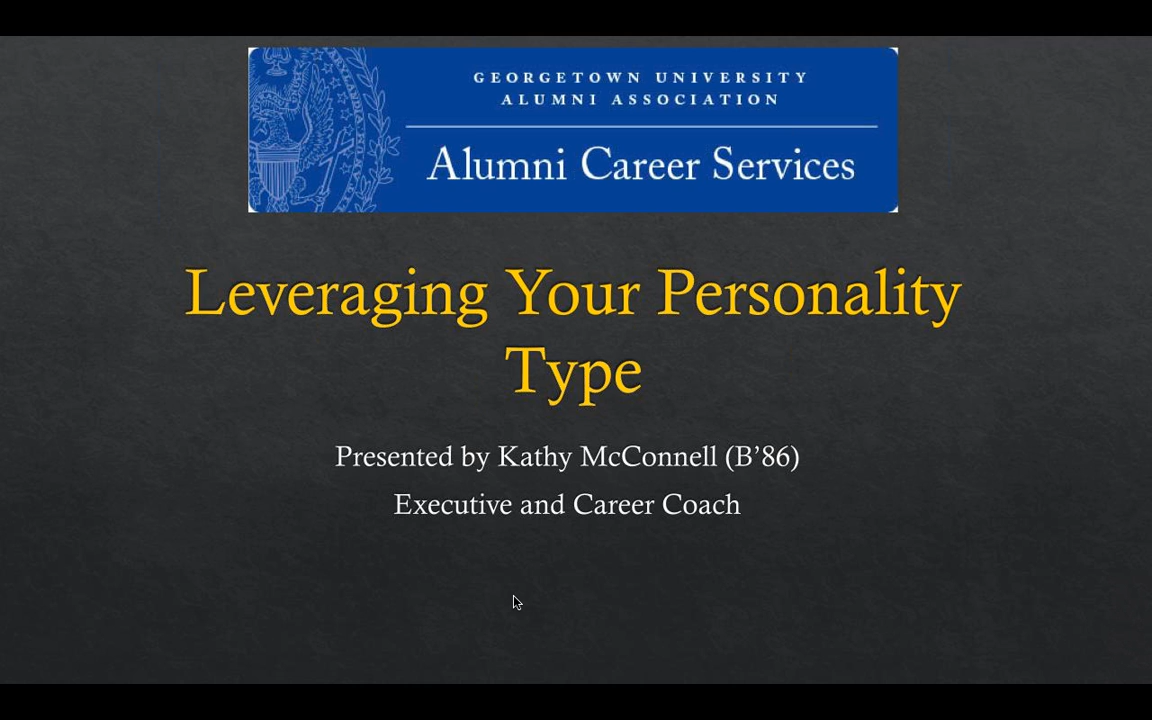 GEORGETOWN UNIVERSITY
ALUMNI ASSOCIATION
Alumni Career Services
Leveraging Your Personality
Type
Presented by Kathy McConnell (B’86)
Executive and Career Coach